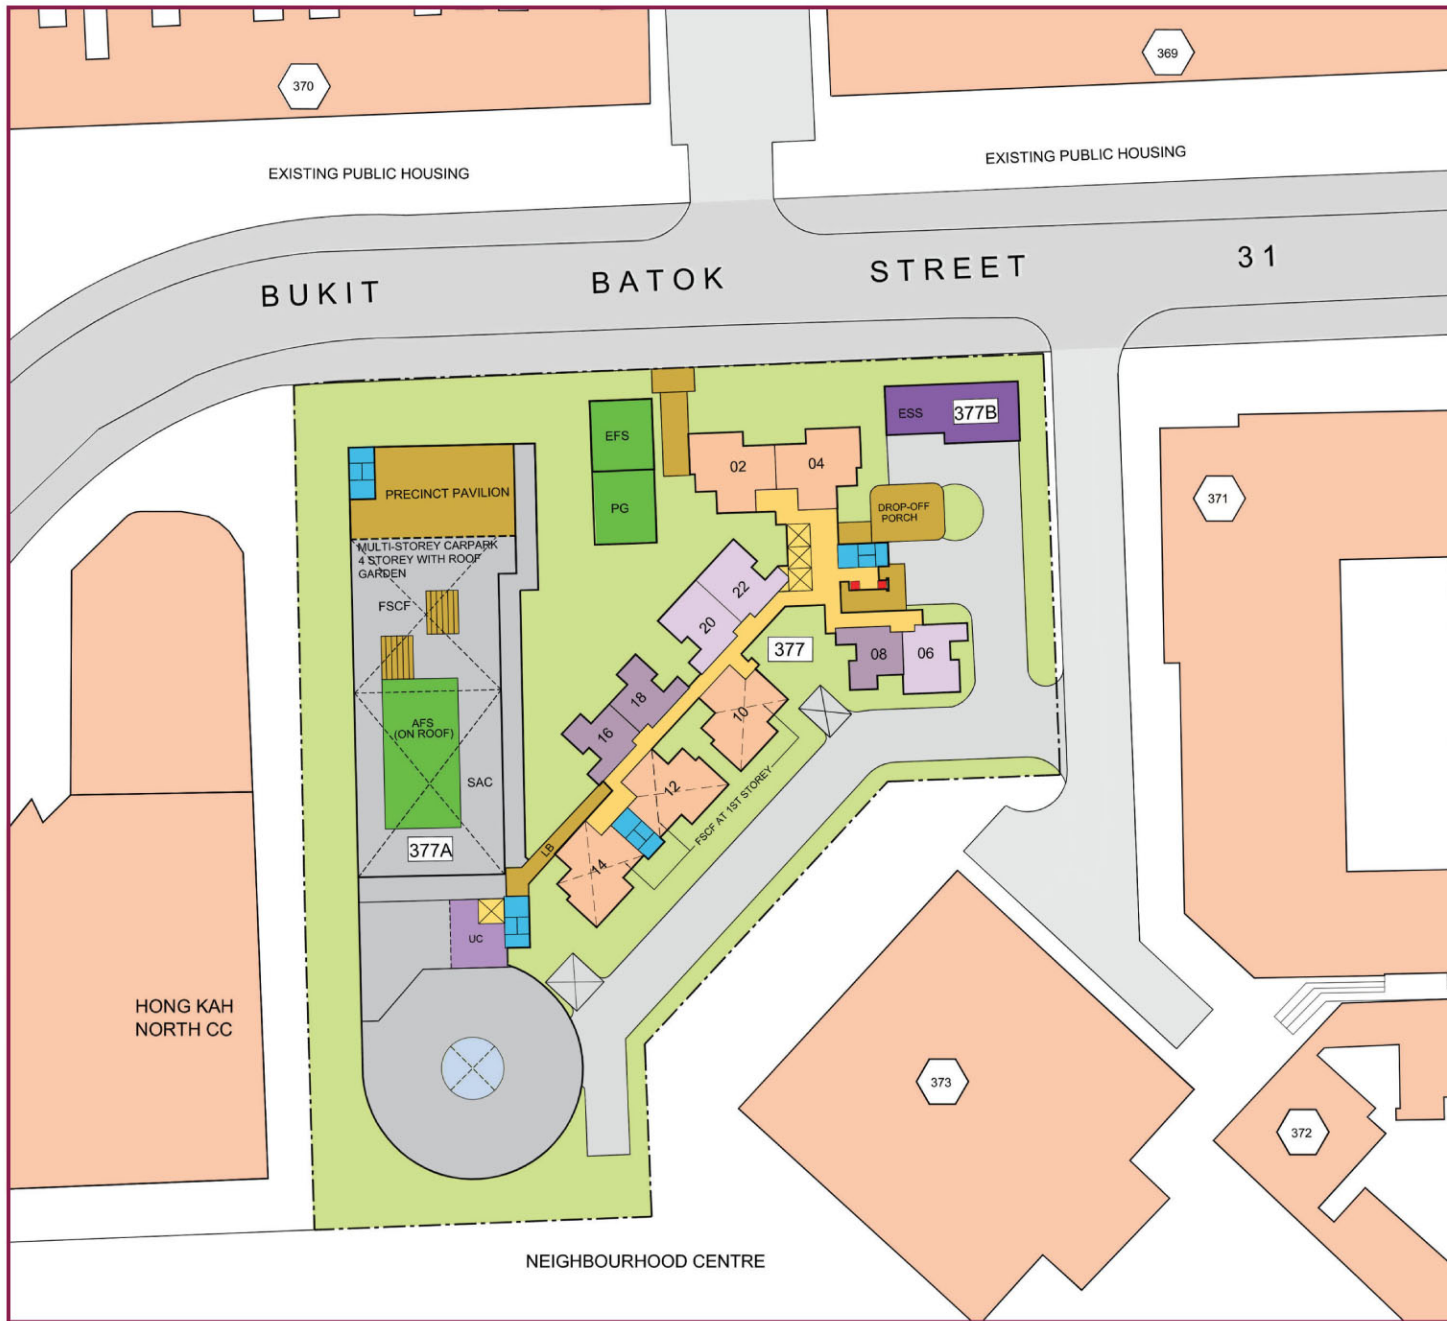 370
369
EXISTING PUBLIC HOUSING
EXISTING PUBLIC HOUSING
BUKIT BATOK STREET 31
ESS
377B
EFS
02
04
PRECINCT PAVILION
PG
DROP-OFF
PORCH
371
MULTI-STOREY CARPARK
4 STOREY WITH ROOF
GARDEN
FSCF
22
20
377
08
06
18
16
10
AFS
(ON ROOF)
SAC
12
FSCF AT 1ST STOREY
377A
LB
14
UC
HONG KAH
NORTH CC
373
372
NEIGHBOURHOOD CENTRE